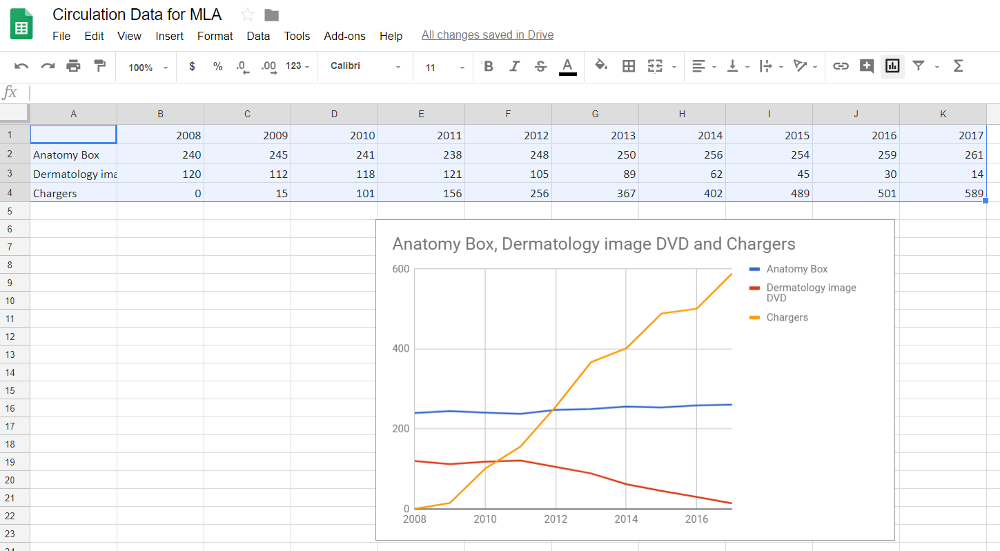 Circulation Data for MLA
File Edit View Insert Format Data Tools Add-ons Help All changes saved in Drive
100% $ % .0 .00 123 Calibri 11 B I S A Σ
fx
A B C D E F G H I J K
1 2008 2009 2010 2011 2012 2013 2014 2015 2016 2017
2 Anatomy Box 240 245 241 238 248 250 256 254 259 261
3 Dermatology ima 120 112 118 121 105 89 62 45 30 14
4 Chargers 0 15 101 156 256 367 402 489 501 589
5
6
7
8
9
10
11
12
13
14
15
16
17
18
19
20
21
22
23
24
Anatomy Box, Dermatology image DVD and Chargers
600
400
200
0
2008 2010 2012 2014 2016
Anatomy Box
Dermatology image
DVD
Chargers